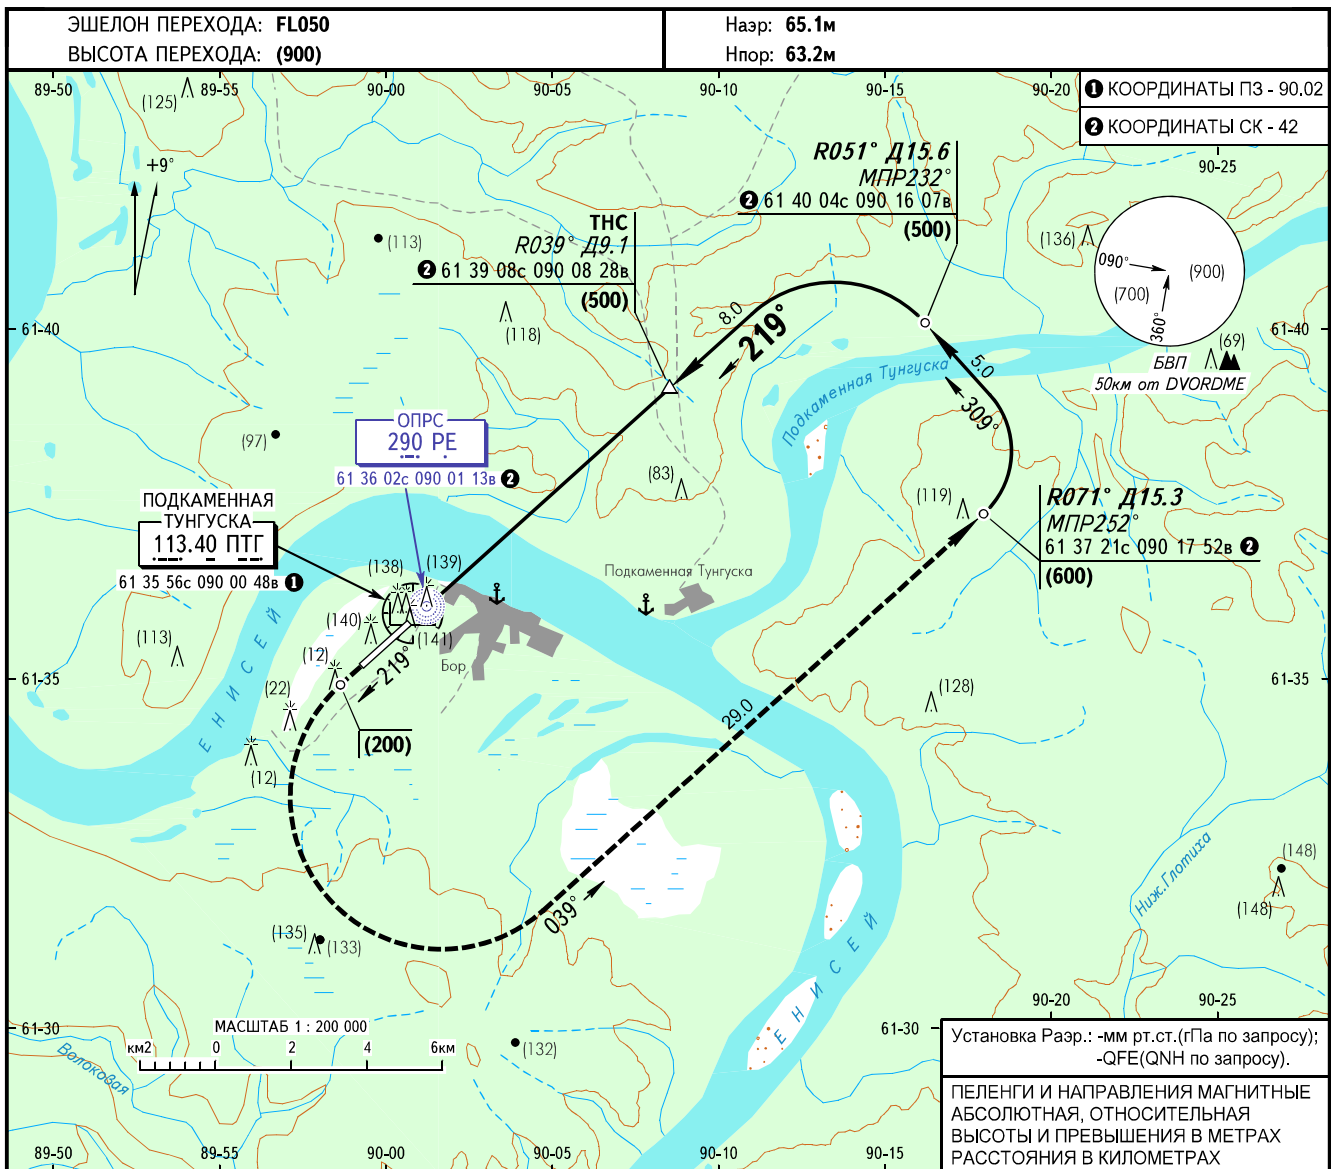 ЭШЕЛОН ПЕРЕХОДА: FL050
ВЫСОТА ПЕРЕХОДА: (900)
Наэр: 65.1м
Нпор: 63.2м
89-50 89-55 90-00 90-05 90-10 90-15 90-20
❶ КООРДИНАТЫ ПЗ - 90.02
❷ КООРДИНАТЫ СК - 42
90-25
(125)
+9°
R051° Д15.6
МПР232°
❷ 61 40 04с 090 16 07в
(500)
ТНС
R039° Д9.1
❷ 61 39 08с 090 08 28в
(500)
(113)
(136)
090°
(900)
(700)
360°
БВП
50км от DVORDME
(69)
61-40
61-40
(118)
8.0
219°
5.0
309°
Подкаменная Тунгуска
(97)
ОПРС
290 РЕ
61 36 02с 090 01 13в ❷
(83)
(119)
R071° Д15.3
МПР252°
61 37 21с 090 17 52в ❷
(600)
ПОДКАМЕННАЯ
ТУНГУСКА
113.40 ПТГ
61 35 56с 090 00 48в ❶
(138)
(139)
Подкаменная Тунгуска
(140)
(141)
(113)
Бор
(12)
219°
(22)
(200)
(12)
ЕНИСЕЙ
61-35
61-35
(128)
29.0
039°
(135)
(133)
(148)
(148)
Ниж.Глотиха
ЕНИСЕЙ
90-20 90-25
61-30
61-30
МАСШТАБ 1 : 200 000
км2 0 2 4 6км
Волоковая
(132)
Установка Раэр.: -мм рт.ст.(гПа по запросу);
-QFE(QNH по запросу).
ПЕЛЕНГИ И НАПРАВЛЕНИЯ МАГНИТНЫЕ
АБСОЛЮТНАЯ, ОТНОСИТЕЛЬНАЯ
ВЫСОТЫ И ПРЕВЫШЕНИЯ В МЕТРАХ
РАССТОЯНИЯ В КИЛОМЕТРАХ
89-50 89-55 90-00 90-05 90-10 90-15